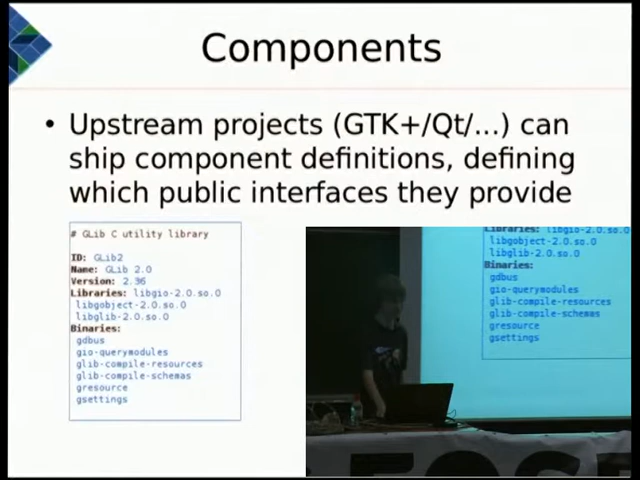 Components
• Upstream projects (GTK+/Qt/...) can
ship component definitions, defining
which public interfaces they provide
# GLib C utility library
ID: GLib2
Name: GLib 2.0
Version: 2.36
Libraries: libgio-2.0.so.0
libgobject-2.0.so.0
libglib-2.0.so.0
Binaries:
gdbus
gio-querymodules
glib-compile-resources
glib-compile-schemas
gresource
gsettings
Libraries: libgio-2.0.so.0
libgobject-2.0.so.0
libglib-2.0.so.0
Binaries:
gdbus
gio-querymodules
glib-compile-resources
glib-compile-schemas
gresource
gsettings